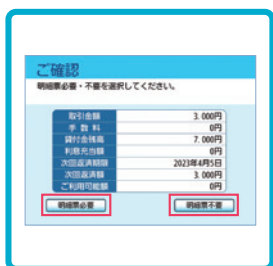 ご確認
明細票必要・不要を選択してください。
取引金額 3,000円
手数料 0円
貸付金残高 7,000円
利息充当額 0円
次回返済期限 2023年4月5日
次回返済額 3,000円
ご利用可能額 0円
明細票必要 明細票不要